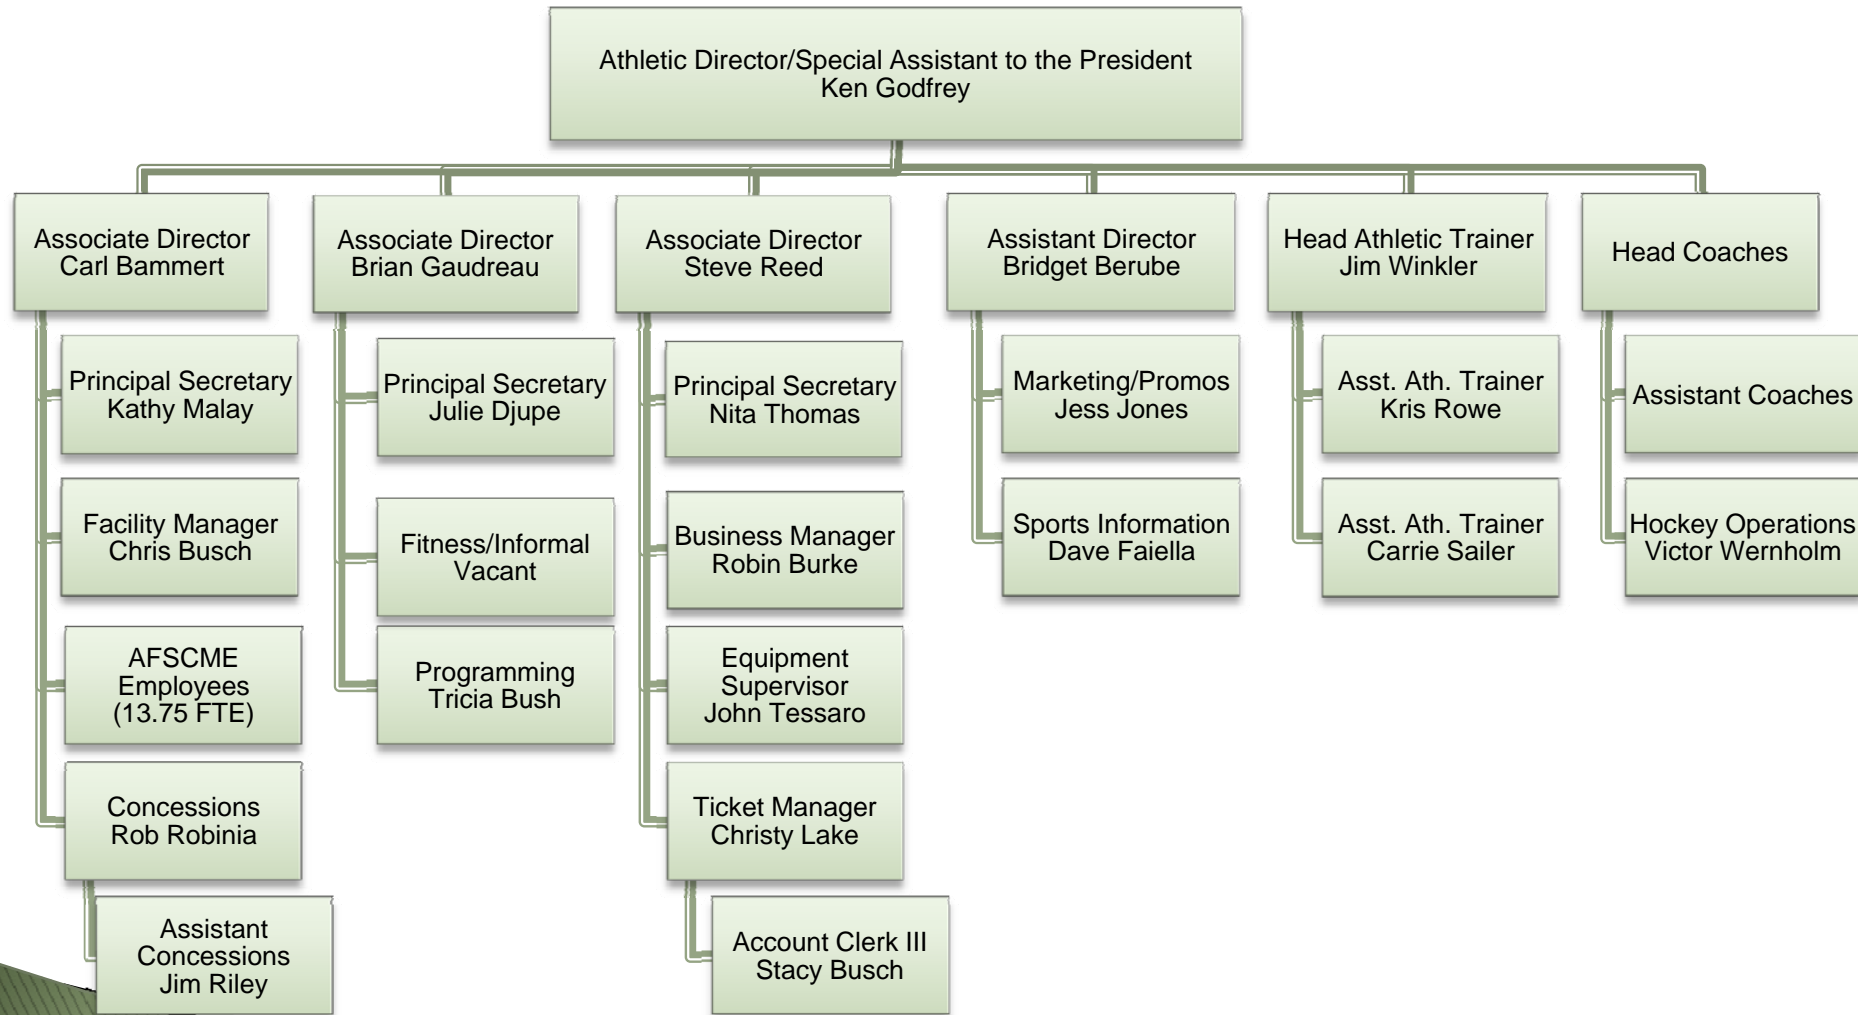 Athletic Director/Special Assistant to the President
Ken Godfrey
Associate Director
Carl Bammert
Associate Director
Brian Gaudreau
Associate Director
Steve Reed
Assistant Director
Bridget Berube
Head Athletic Trainer
Jim Winkler
Head Coaches
Principal Secretary
Kathy Malay
Facility Manager
Chris Busch
AFSCME
Employees
(13.75 FTE)
Concessions
Rob Robinia
Assistant
Concessions
Jim Riley
Principal Secretary
Julie Djupe
Fitness/Informal
Vacant
Programming
Tricia Bush
Principal Secretary
Nita Thomas
Business Manager
Robin Burke
Equipment
Supervisor
John Tessaro
Ticket Manager
Christy Lake
Account Clerk III
Stacy Busch
Marketing/Promos
Jess Jones
Sports Information
Dave Faiella
Asst. Ath. Trainer
Kris Rowe
Asst. Ath. Trainer
Carrie Sailer
Assistant Coaches
Hockey Operations
Victor Wernholm